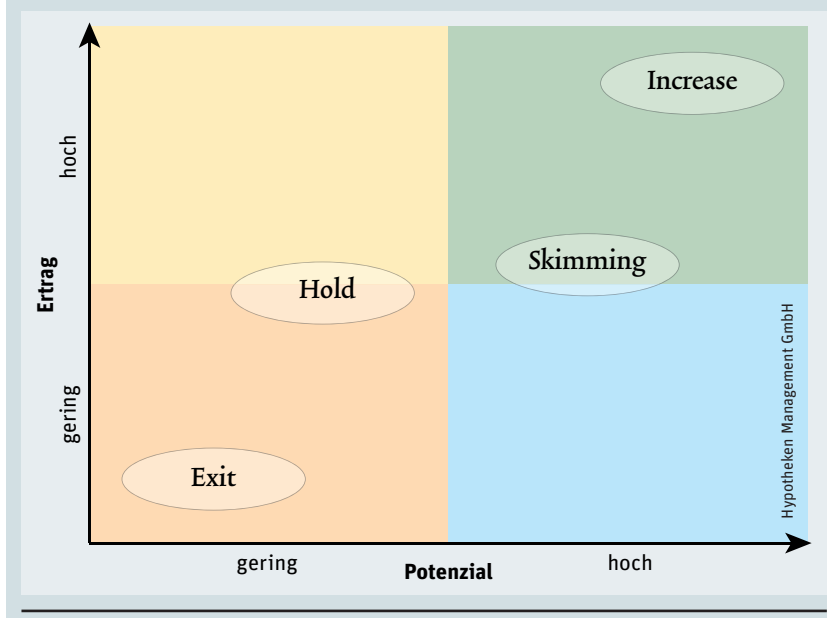 Increase
hoch
Skimming
Ertrag
Hold
Hypotheken Management GmbH
gering
Exit
gering
Potenzial
hoch